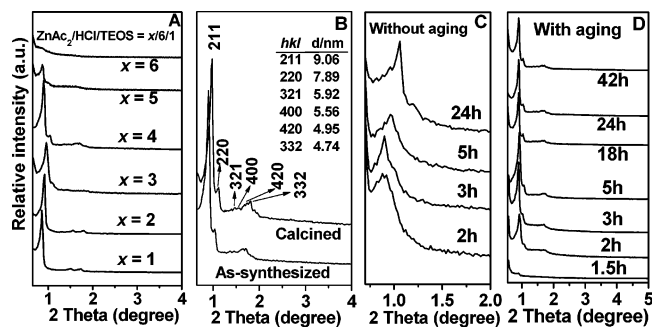 Relative intensity (a.u.)
A
ZnAc2/HCl/TEOS = x/6/1
x = 6
x = 5
x = 4
x = 3
x = 2
x = 1
1 2 3 4
2 Theta (degree)
B
211
hkl d/nm
211 9.06
220 7.89
321 5.92
400 5.56
420 4.95
332 4.74
220
321
400
420
332
Calcined
As-synthesized
1 2 3 4
2 Theta (degree)
C
Without aging
24h
5h
3h
2h
1.0 1.5 2.0
2 Theta (degree)
D
With aging
42h
24h
18h
5h
3h
2h
1.5h
1 2 3 4 5
2 Theta (degree)